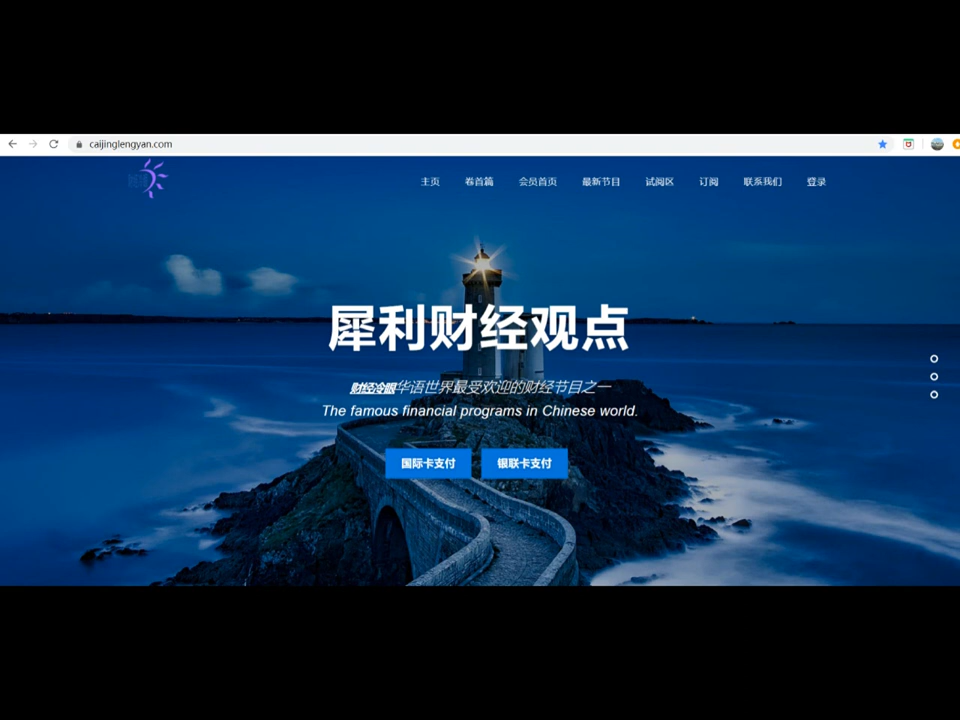 caijinglengyan.com
主页 卷首篇 会员首页 最新节目 试阅区 订阅 联系我们 登录
犀利财经观点
财经冷眼华语世界最受欢迎的财经节目之一
The famous financial programs in Chinese world.
国际卡支付 银联卡支付